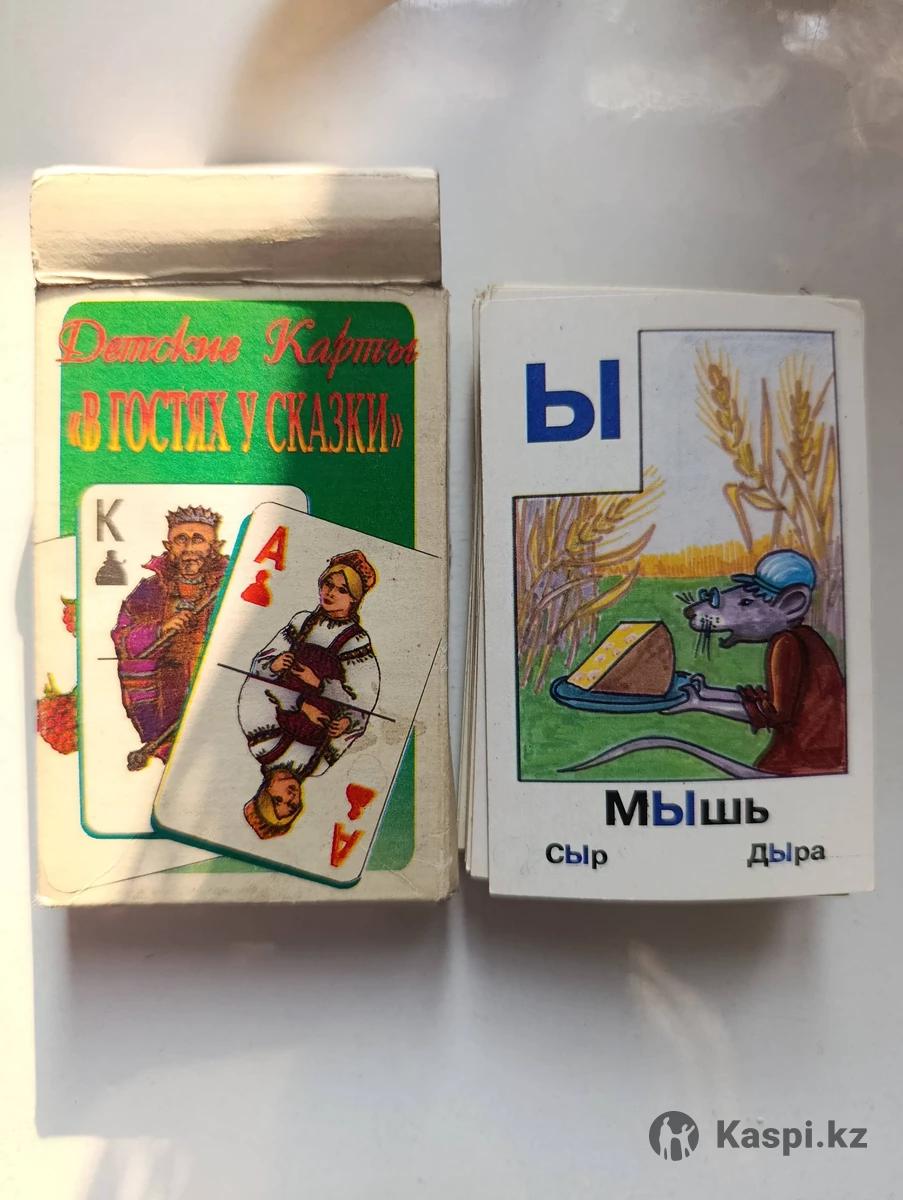 Детские Карты
«В ГОСТЯХ У СКАЗКИ»
К
А
А
Ы
Мышь
Сыр
Дыра
Kaspi.kz